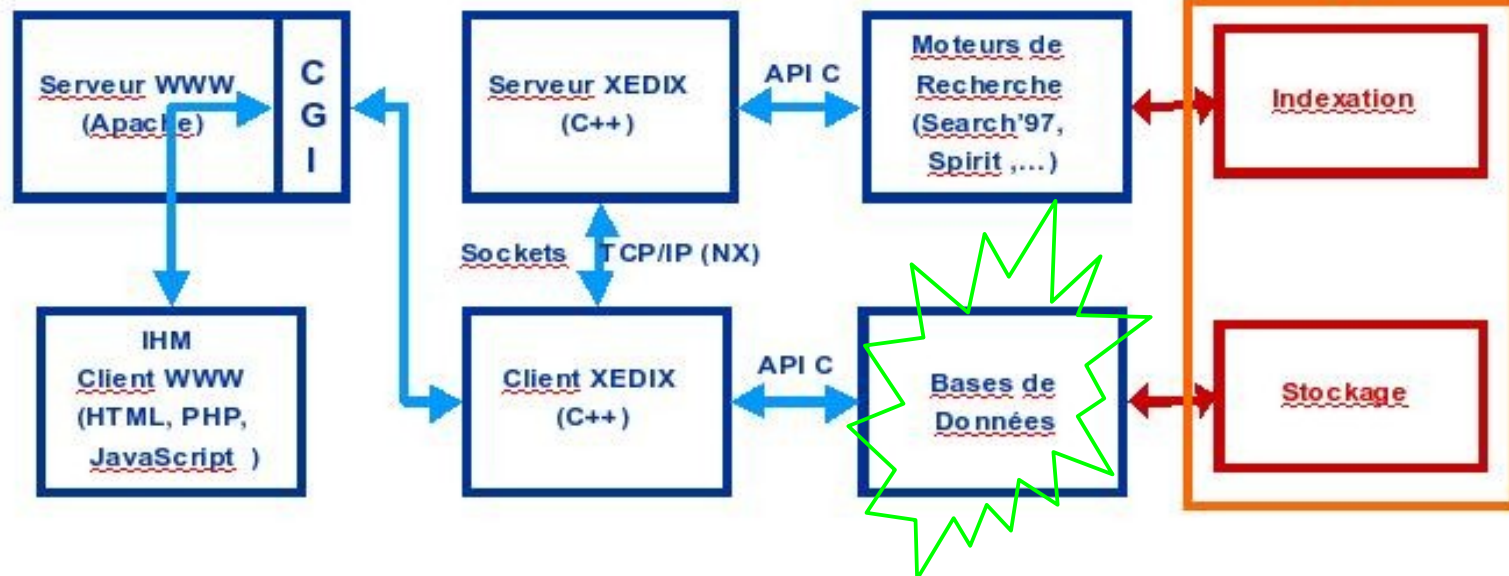 Serveur WWW
(Apache)
C
G
I
Serveur XEDIX
(C++)
API C
Moteurs de
Recherche
(Search'97,
Spirit ,...)
Indexation
Sockets TCP/IP (NX)
IHM
Client WWW
(HTML, PHP,
JavaScript )
Client XEDIX
(C++)
API C
Bases de
Données
Stockage